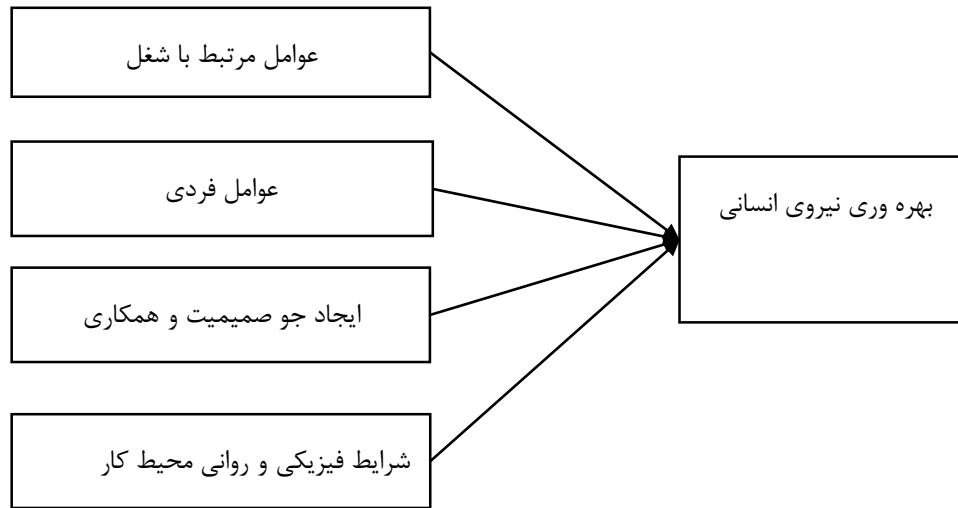 عوامل مرتبط با شغل
عوامل فردی
ایجاد جو صمیمیت و همکاری
شرایط فیزیکی و روانی محیط کار
بهره وری نیروی انسانی